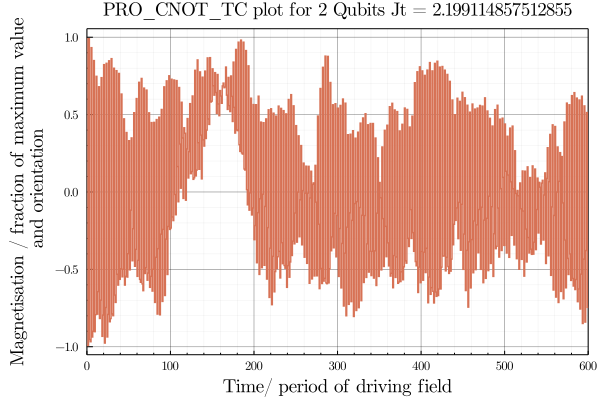 PRO_CNOT_TC plot for 2 Qubits Jt = 2.199114857512855
Magnetisation / fraction of maximum value
and orientation
1.0
0.5
0.0
−0.5
−1.0
0 100 200 300 400 500 600
Time/ period of driving field